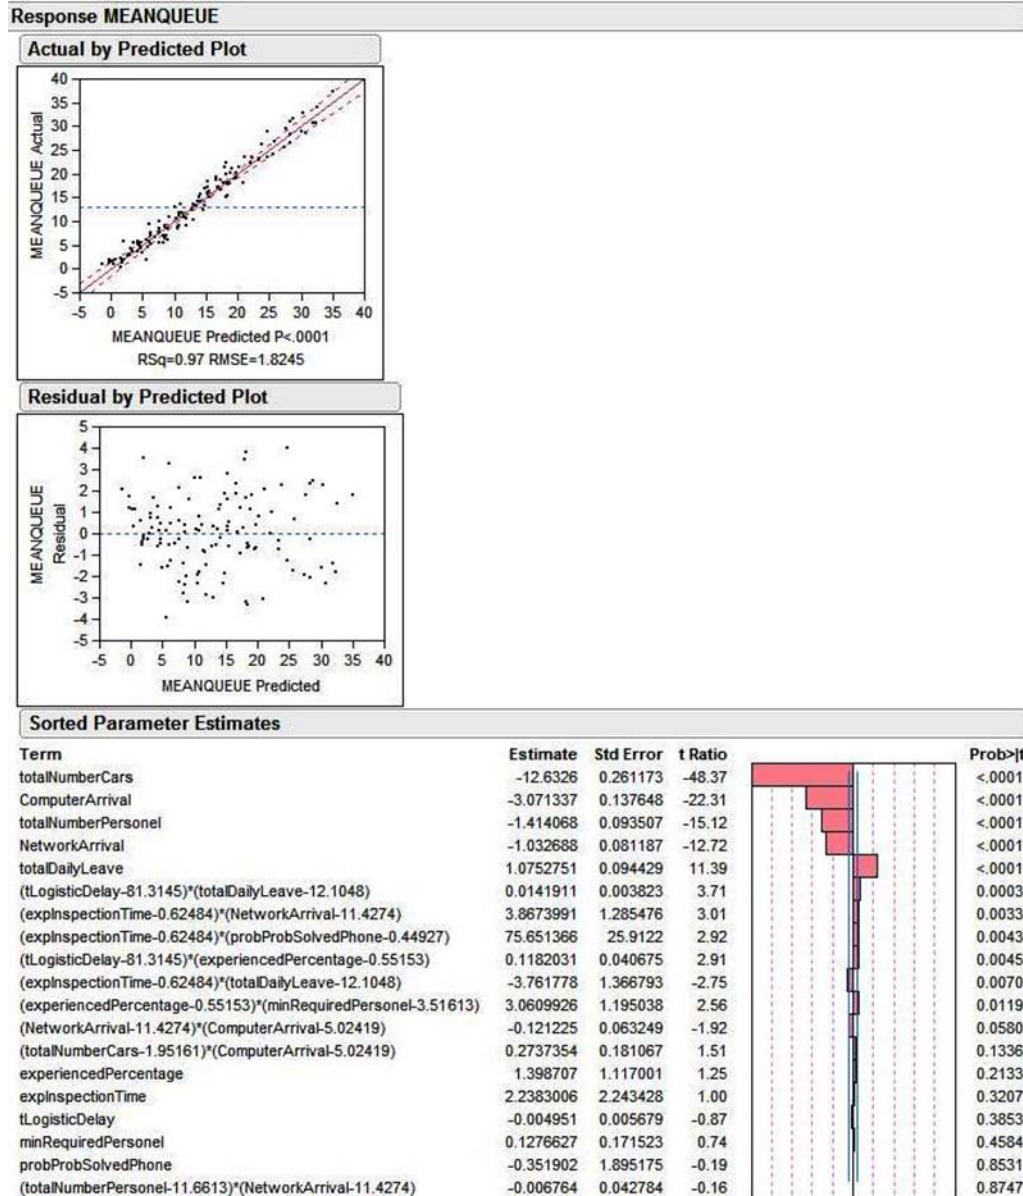 Response MEANQUEUE
Actual by Predicted Plot
40
35
30
25
20
15
10
5
0
-5
MEANQUEUE Actual
-5 0 5 10 15 20 25 30 35 40
MEANQUEUE Predicted P<.0001
RSq=0.97 RMSE=1.8245
Residual by Predicted Plot
5
4
3
2
1
0
-1
-2
-3
-4
-5
MEANQUEUE
Residual
-5 0 5 10 15 20 25 30 35 40
MEANQUEUE Predicted
Sorted Parameter Estimates
Term Estimate Std Error t Ratio Prob>|t
totalNumberCars -12.6326 0.261173 -48.37 <.0001
ComputerArrival -3.071337 0.137648 -22.31 <.0001
totalNumberPersonel -1.414068 0.093507 -15.12 <.0001
NetworkArrival -1.032688 0.081187 -12.72 <.0001
totalDailyLeave 1.0752751 0.094429 11.39 <.0001
(tLogisticDelay-81.3145)*(totalDailyLeave-12.1048) 0.0141911 0.003823 3.71 0.0003
(expInspectionTime-0.62484)*(NetworkArrival-11.4274) 3.8673991 1.285476 3.01 0.0033
(expInspectionTime-0.62484)*(probProbSolvedPhone-0.44927) 75.651366 25.9122 2.92 0.0043
(tLogisticDelay-81.3145)*(experiencedPercentage-0.55153) 0.1182031 0.040675 2.91 0.0045
(expInspectionTime-0.62484)*(totalDailyLeave-12.1048) -3.761778 1.366793 -2.75 0.0070
(experiencedPercentage-0.55153)*(minRequiredPersonel-3.51613) 3.0609926 1.195038 2.56 0.0119
(NetworkArrival-11.4274)*(ComputerArrival-5.02419) -0.121225 0.063249 -1.92 0.0580
(totalNumberCars-1.95161)*(ComputerArrival-5.02419) 0.2737354 0.181067 1.51 0.1336
experiencedPercentage 1.398707 1.117001 1.25 0.2133
expInspectionTime 2.2383006 2.243428 1.00 0.3207
tLogisticDelay -0.004951 0.005679 -0.87 0.3853
minRequiredPersonel 0.1276627 0.171523 0.74 0.4584
probProbSolvedPhone -0.351902 1.895175 -0.19 0.8531
(totalNumberPersonel-11.6613)*(NetworkArrival-11.4274) -0.006764 0.042784 -0.16 0.8747